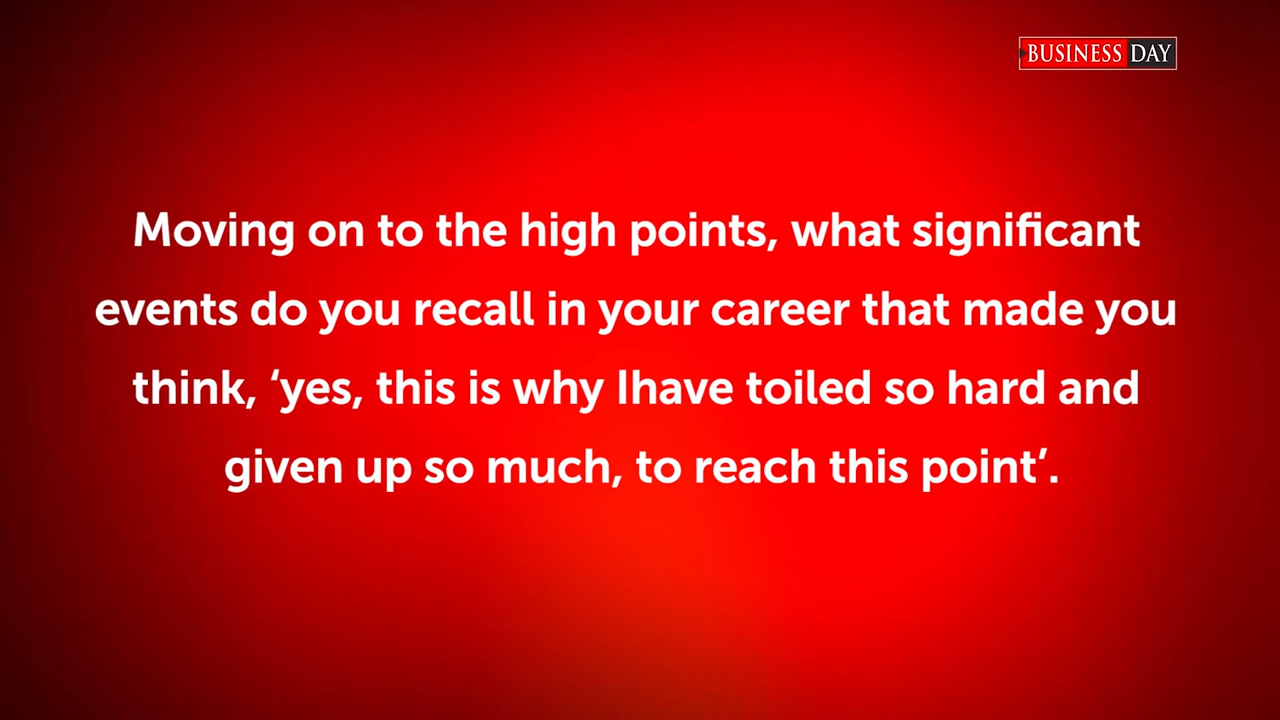 BUSINESS DAY
Moving on to the high points, what significant
events do you recall in your career that made you
think, ‘yes, this is why Ihave toiled so hard and
given up so much, to reach this point’.